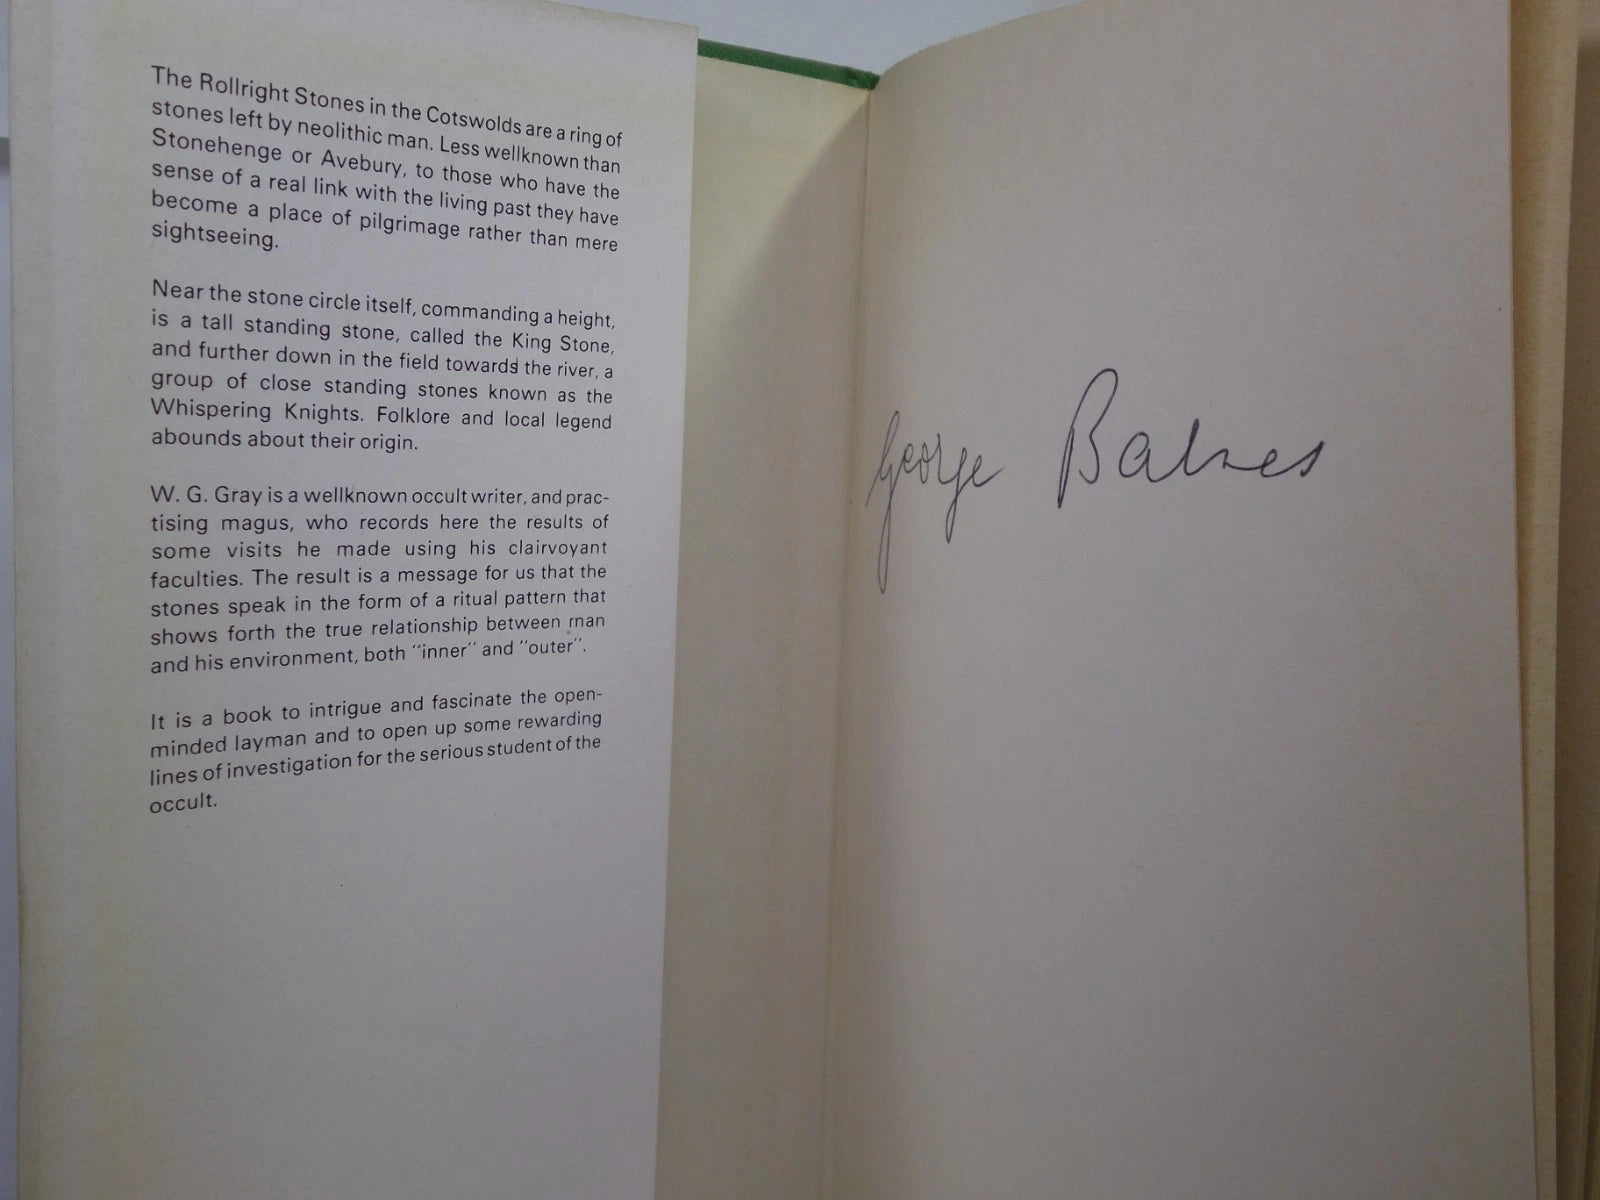 The Rollright Stones in the Cotswolds are a ring of
stones left by neolithic man. Less wellknown than
Stonehenge or Avebury, to those who have the
sense of a real link with the living past they have
become a place of pilgrimage rather than mere
sightseeing.
Near the stone circle itself, commanding a height,
is a tall standing stone, called the King Stone,
and further down in the field towards the river, a
group of close standing stones known as the
Whispering Knights. Folklore and local legend
abounds about their origin.
W. G. Gray is a wellknown occult writer, and prac-
tising magus, who records here the results of
some visits he made using his clairvoyant
faculties. The result is a message for us that the
stones speak in the form of a ritual pattern that
shows forth the true relationship between man
and his environment, both "inner" and "outer".
It is a book to intrigue and fascinate the open-
minded layman and to open up some rewarding
lines of investigation for the serious student of the
occult.
George